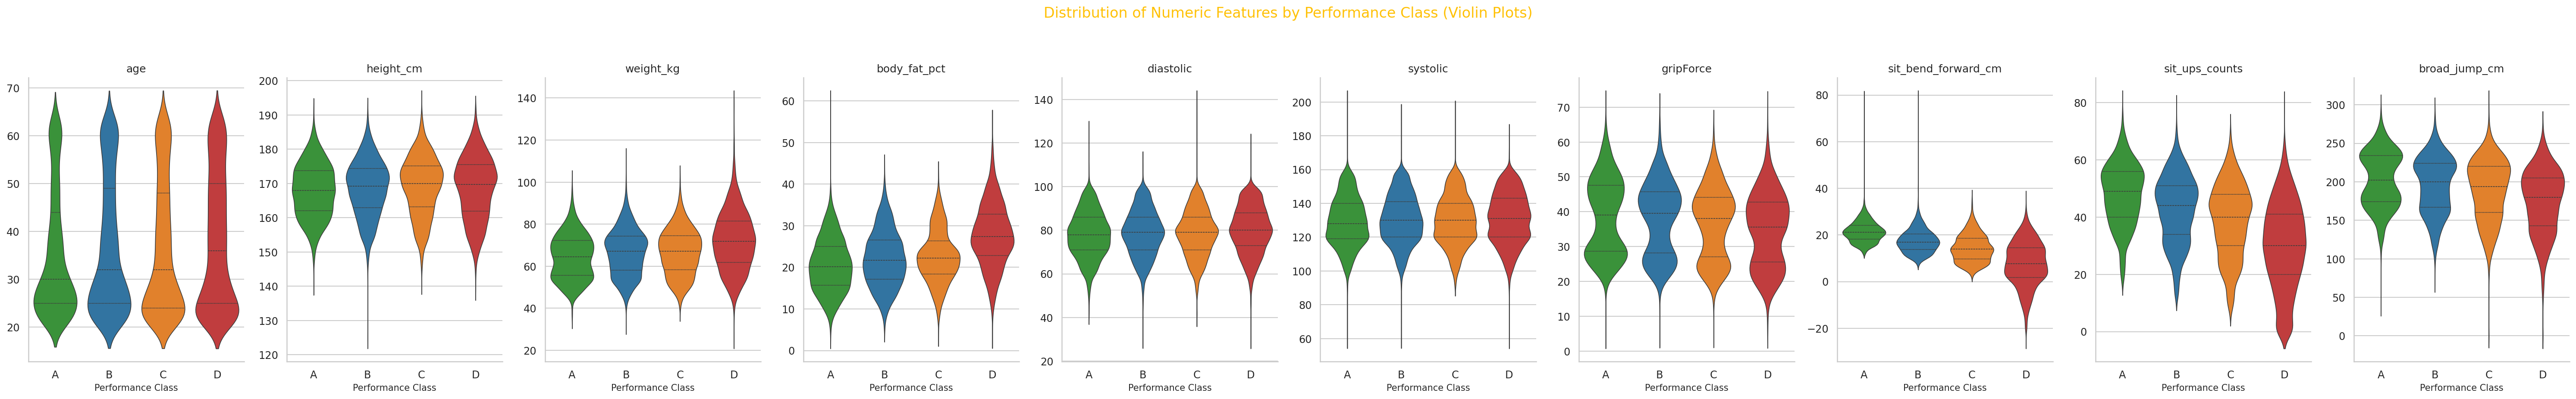 Distribution of Numeric Features by Performance Class (Violin Plots)
age
70
60
50
40
30
20
A B C D
Performance Class
height_cm
200
190
180
170
160
150
140
130
120
A B C D
Performance Class
weight_kg
140
120
100
80
60
40
20
A B C D
Performance Class
body_fat_pct
60
50
40
30
20
10
0
A B C D
Performance Class
diastolic
140
120
100
80
60
40
20
A B C D
Performance Class
systolic
200
180
160
140
120
100
80
60
A B C D
Performance Class
gripForce
70
60
50
40
30
20
10
0
A B C D
Performance Class
sit_bend_forward_cm
80
60
40
20
0
−20
A B C D
Performance Class
sit_ups_counts
80
60
40
20
0
A B C D
Performance Class
broad_jump_cm
300
250
200
150
100
50
0
A B C D
Performance Class